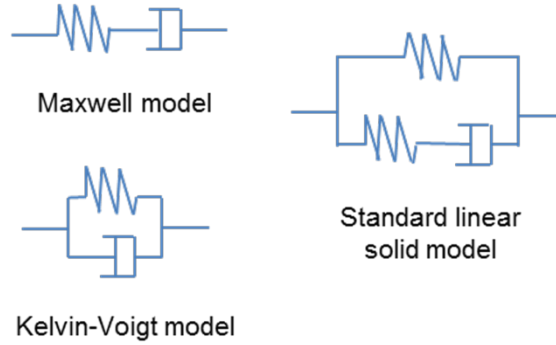 Maxwell model
Standard linear
solid model
Kelvin-Voigt model